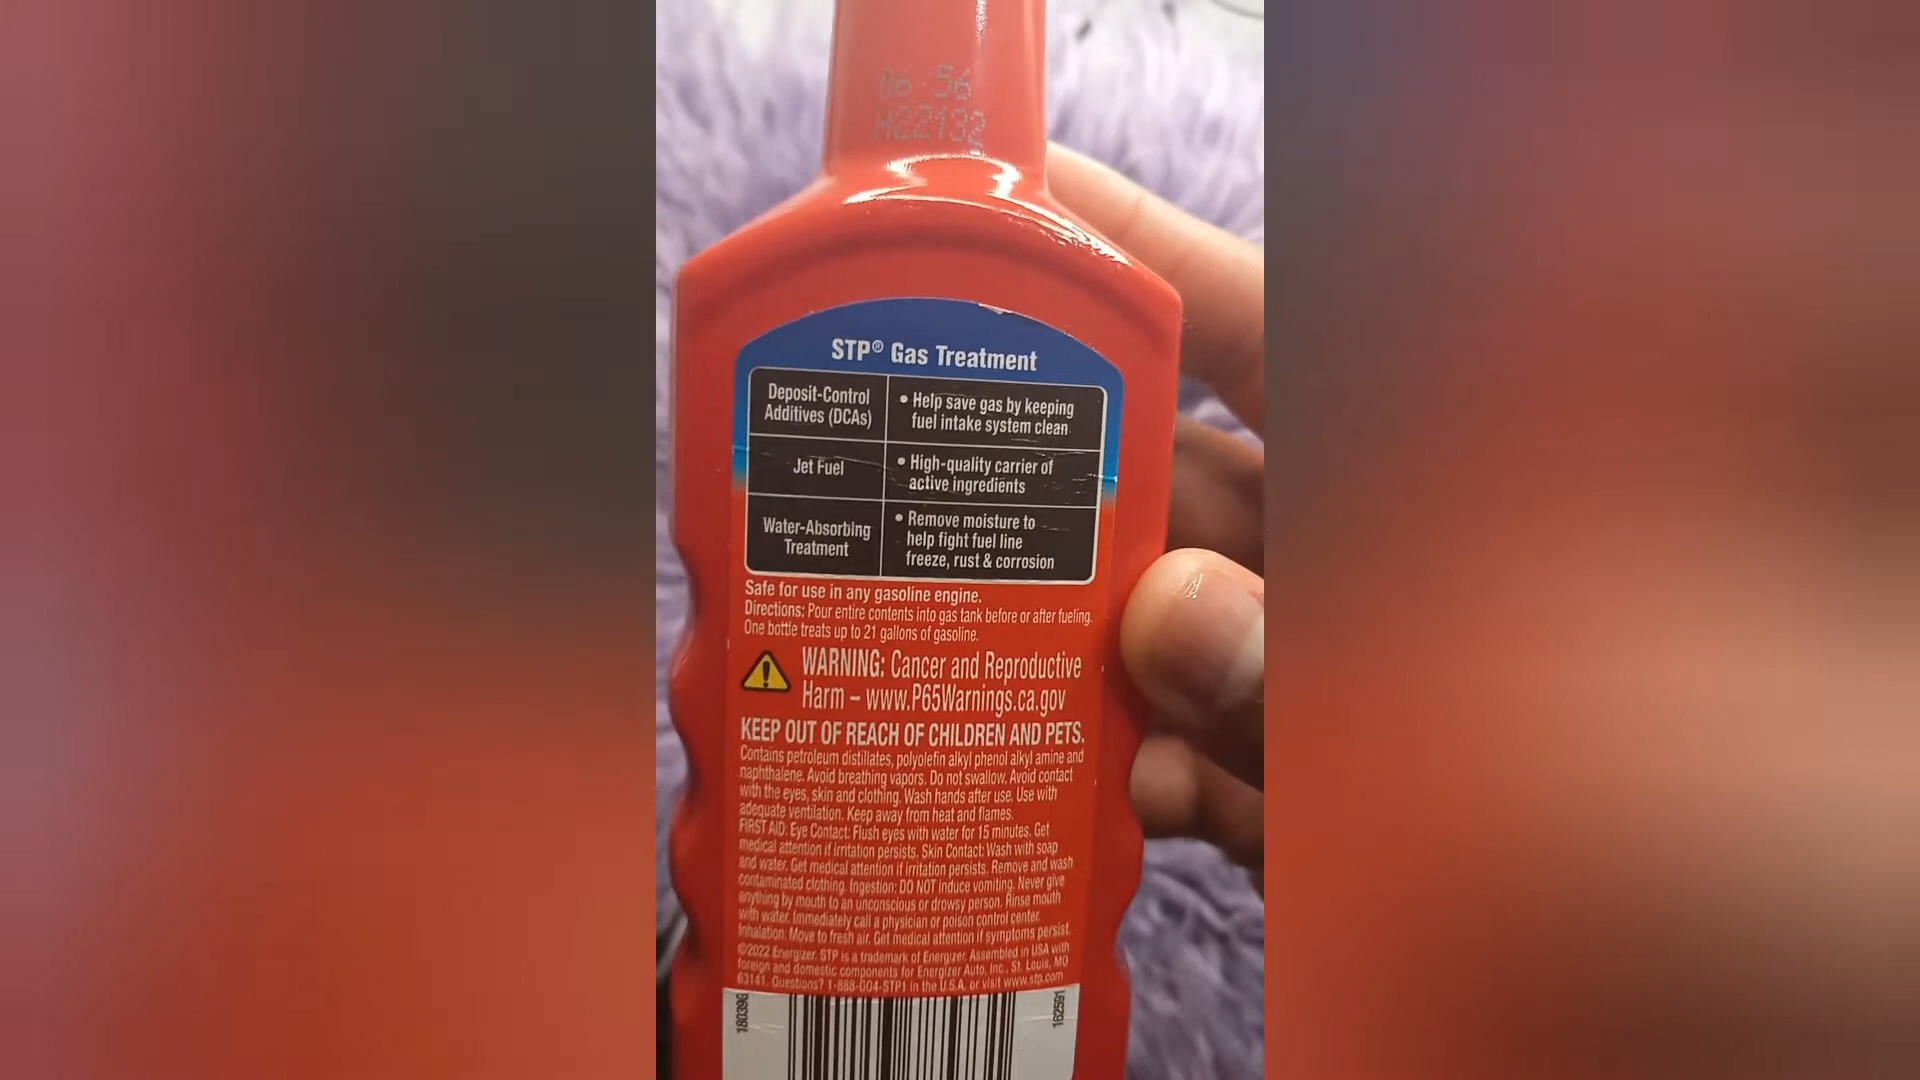 06 56
H22132
STP® Gas Treatment
Deposit-Control
Additives (DCAs)
• Help save gas by keeping
fuel intake system clean
Jet Fuel
• High-quality carrier of
active ingredients
Water-Absorbing
Treatment
• Remove moisture to
help fight fuel line
freeze, rust & corrosion
Safe for use in any gasoline engine.
Directions: Pour entire contents into gas tank before or after fueling.
One bottle treats up to 21 gallons of gasoline.
WARNING: Cancer and Reproductive
Harm – www.P65Warnings.ca.gov
KEEP OUT OF REACH OF CHILDREN AND PETS.
Contains petroleum distillates, polyolefin alkyl phenol alkyl amine and
naphthalene. Avoid breathing vapors. Do not swallow. Avoid contact
with the eyes, skin and clothing. Wash hands after use. Use with
adequate ventilation. Keep away from heat and flames.
FIRST AID: Eye Contact: Flush eyes with water for 15 minutes. Get
medical attention if irritation persists. Skin Contact: Wash with soap
and water. Get medical attention if irritation persists. Remove and wash
contaminated clothing. Ingestion: DO NOT induce vomiting. Never give
anything by mouth to an unconscious or drowsy person. Rinse mouth
with water. Immediately call a physician or poison control center.
Inhalation: Move to fresh air. Get medical attention if symptoms persist.
©2022 Energizer. STP is a trademark of Energizer. Assembled in USA with
foreign and domestic components for Energizer Auto, Inc., St. Louis, MO
63141. Questions? 1-888-GO4-STP1 in the U.S.A. or visit www.stp.com
18039G
162591